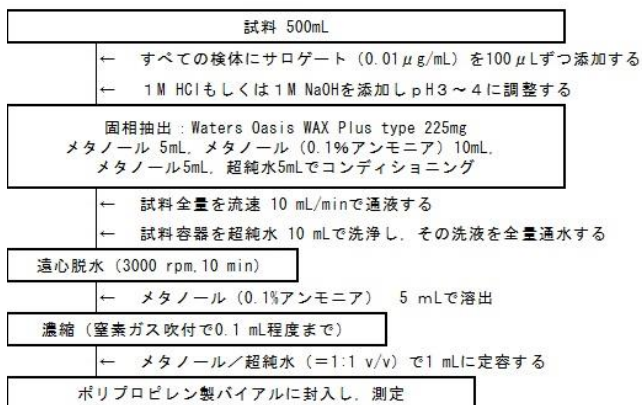 試料 500mL
← すべての検体にサロゲート（0.01μg/mL）を100μLずつ添加する
← 1M HClもしくは1M NaOHを添加しpH3～4に調整する
固相抽出：Waters Oasis WAX Plus type 225mg
メタノール 5mL，メタノール（0.1%アンモニア）10mL，
メタノール5mL，超純水5mLでコンディショニング
← 試料全量を流速 10 mL/minで通液する
← 試料容器を超純水 10 mLで洗浄し，その洗液を全量通水する
遠心脱水（3000 rpm,10 min）
← メタノール（0.1%アンモニア） 5 mLで溶出
濃縮（窒素ガス吹付で0.1 mL程度まで）
← メタノール／超純水（＝1:1 v/v）で1 mLに定容する
ポリプロピレン製バイアルに封入し，測定